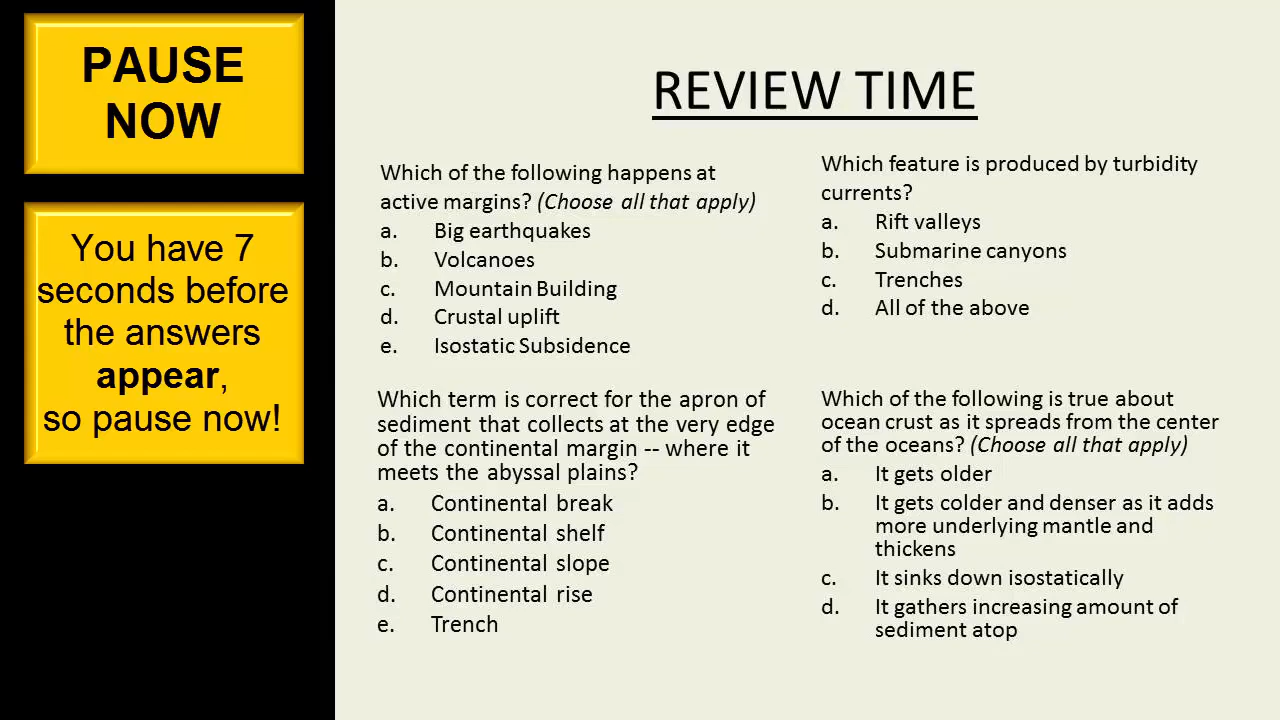 PAUSE
NOW
You have 7
seconds before
the answers
appear,
so pause now!
REVIEW TIME
Which of the following happens at
active margins? (Choose all that apply)
a. Big earthquakes
b. Volcanoes
c. Mountain Building
d. Crustal uplift
e. Isostatic Subsidence
Which term is correct for the apron of
sediment that collects at the very edge
of the continental margin -- where it
meets the abyssal plains?
a. Continental break
b. Continental shelf
c. Continental slope
d. Continental rise
e. Trench
Which feature is produced by turbidity
currents?
a. Rift valleys
b. Submarine canyons
c. Trenches
d. All of the above
Which of the following is true about
ocean crust as it spreads from the center
of the oceans? (Choose all that apply)
a. It gets older
b. It gets colder and denser as it adds
more underlying mantle and
thickens
c. It sinks down isostatically
d. It gathers increasing amount of
sediment atop